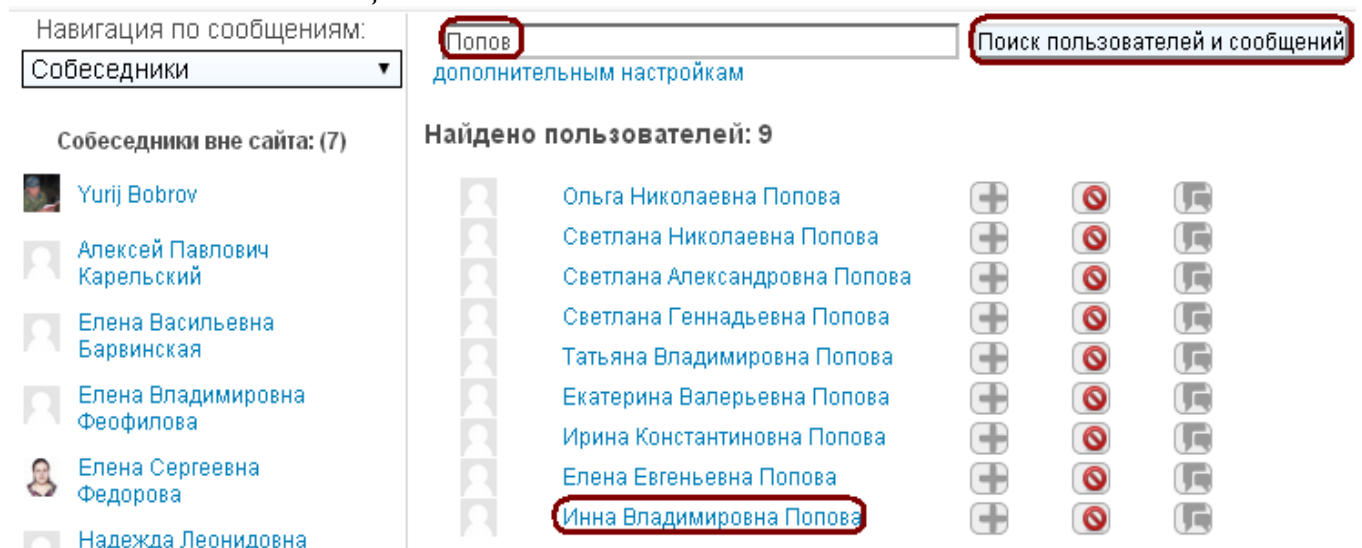 Навигация по сообщениям:
Собеседники
Собеседники вне сайта: (7)
Yurij Bobrov
Алексей Павлович
Карельский
Елена Васильевна
Барвинская
Елена Владимировна
Феофилова
Елена Сергеевна
Федорова
Надежда Леонидовна
Попов
Поиск пользователей и сообщений
дополнительным настройкам
Найдено пользователей: 9
Ольга Николаевна Попова
Светлана Николаевна Попова
Светлана Александровна Попова
Светлана Геннадьевна Попова
Татьяна Владимировна Попова
Екатерина Валерьевна Попова
Ирина Константиновна Попова
Елена Евгеньевна Попова
Инна Владимировна Попова